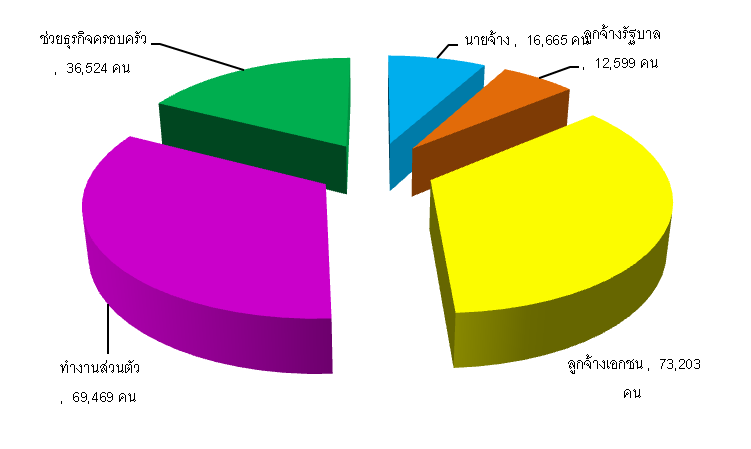 ช่วยธุรกิจครอบครัว
, 36,524 คน
นายจ้าง , 16,665 คน
ลูกจ้างรัฐบาล
, 12,599 คน
ทำงานส่วนตัว
, 69,469 คน
ลูกจ้างเอกชน , 73,203
คน